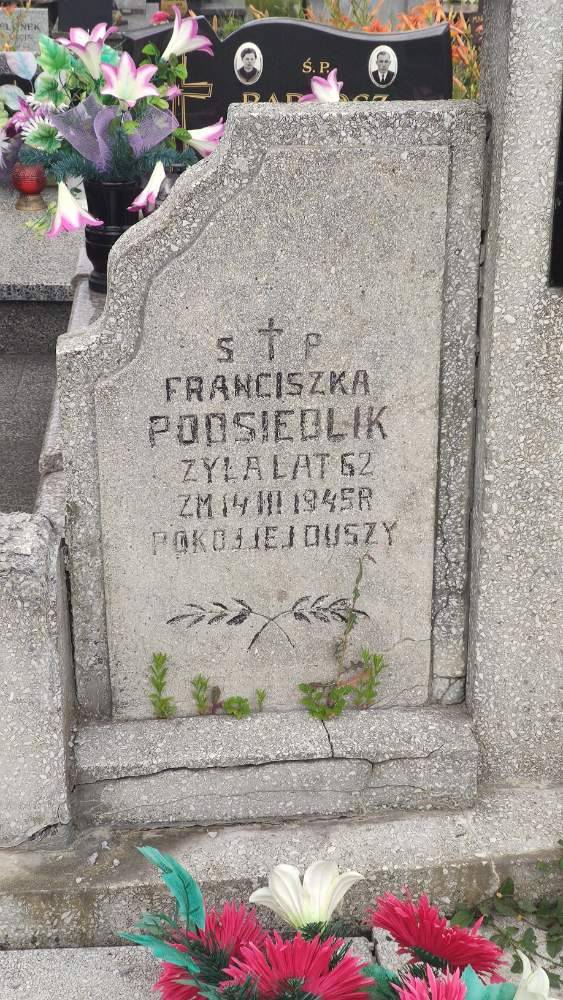 Ś.P.
S † P
FRANCISZKA
PODSIEDLIK
ŻYŁA LAT 62
ZM 14 III 1945R
POKÓJ JEJ DUSZY